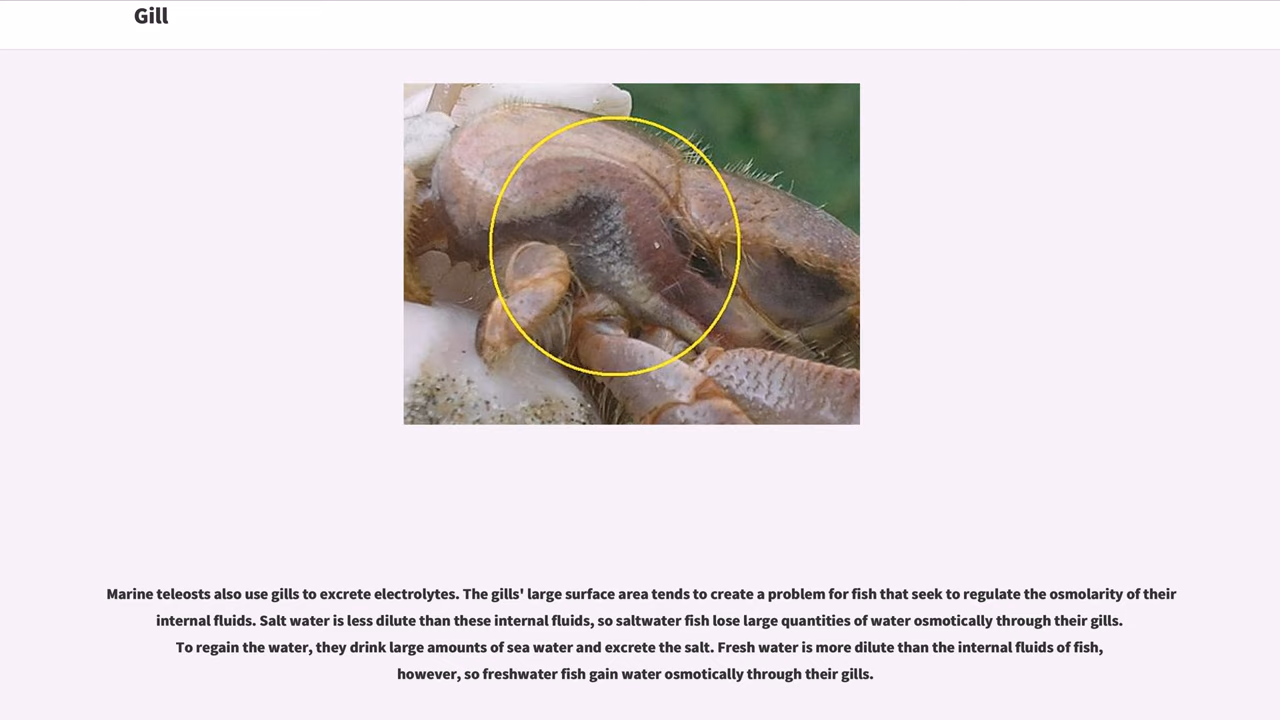 Gill
Marine teleosts also use gills to excrete electrolytes. The gills' large surface area tends to create a problem for fish that seek to regulate the osmolarity of their
internal fluids. Salt water is less dilute than these internal fluids, so saltwater fish lose large quantities of water osmotically through their gills.
To regain the water, they drink large amounts of sea water and excrete the salt. Fresh water is more dilute than the internal fluids of fish,
however, so freshwater fish gain water osmotically through their gills.